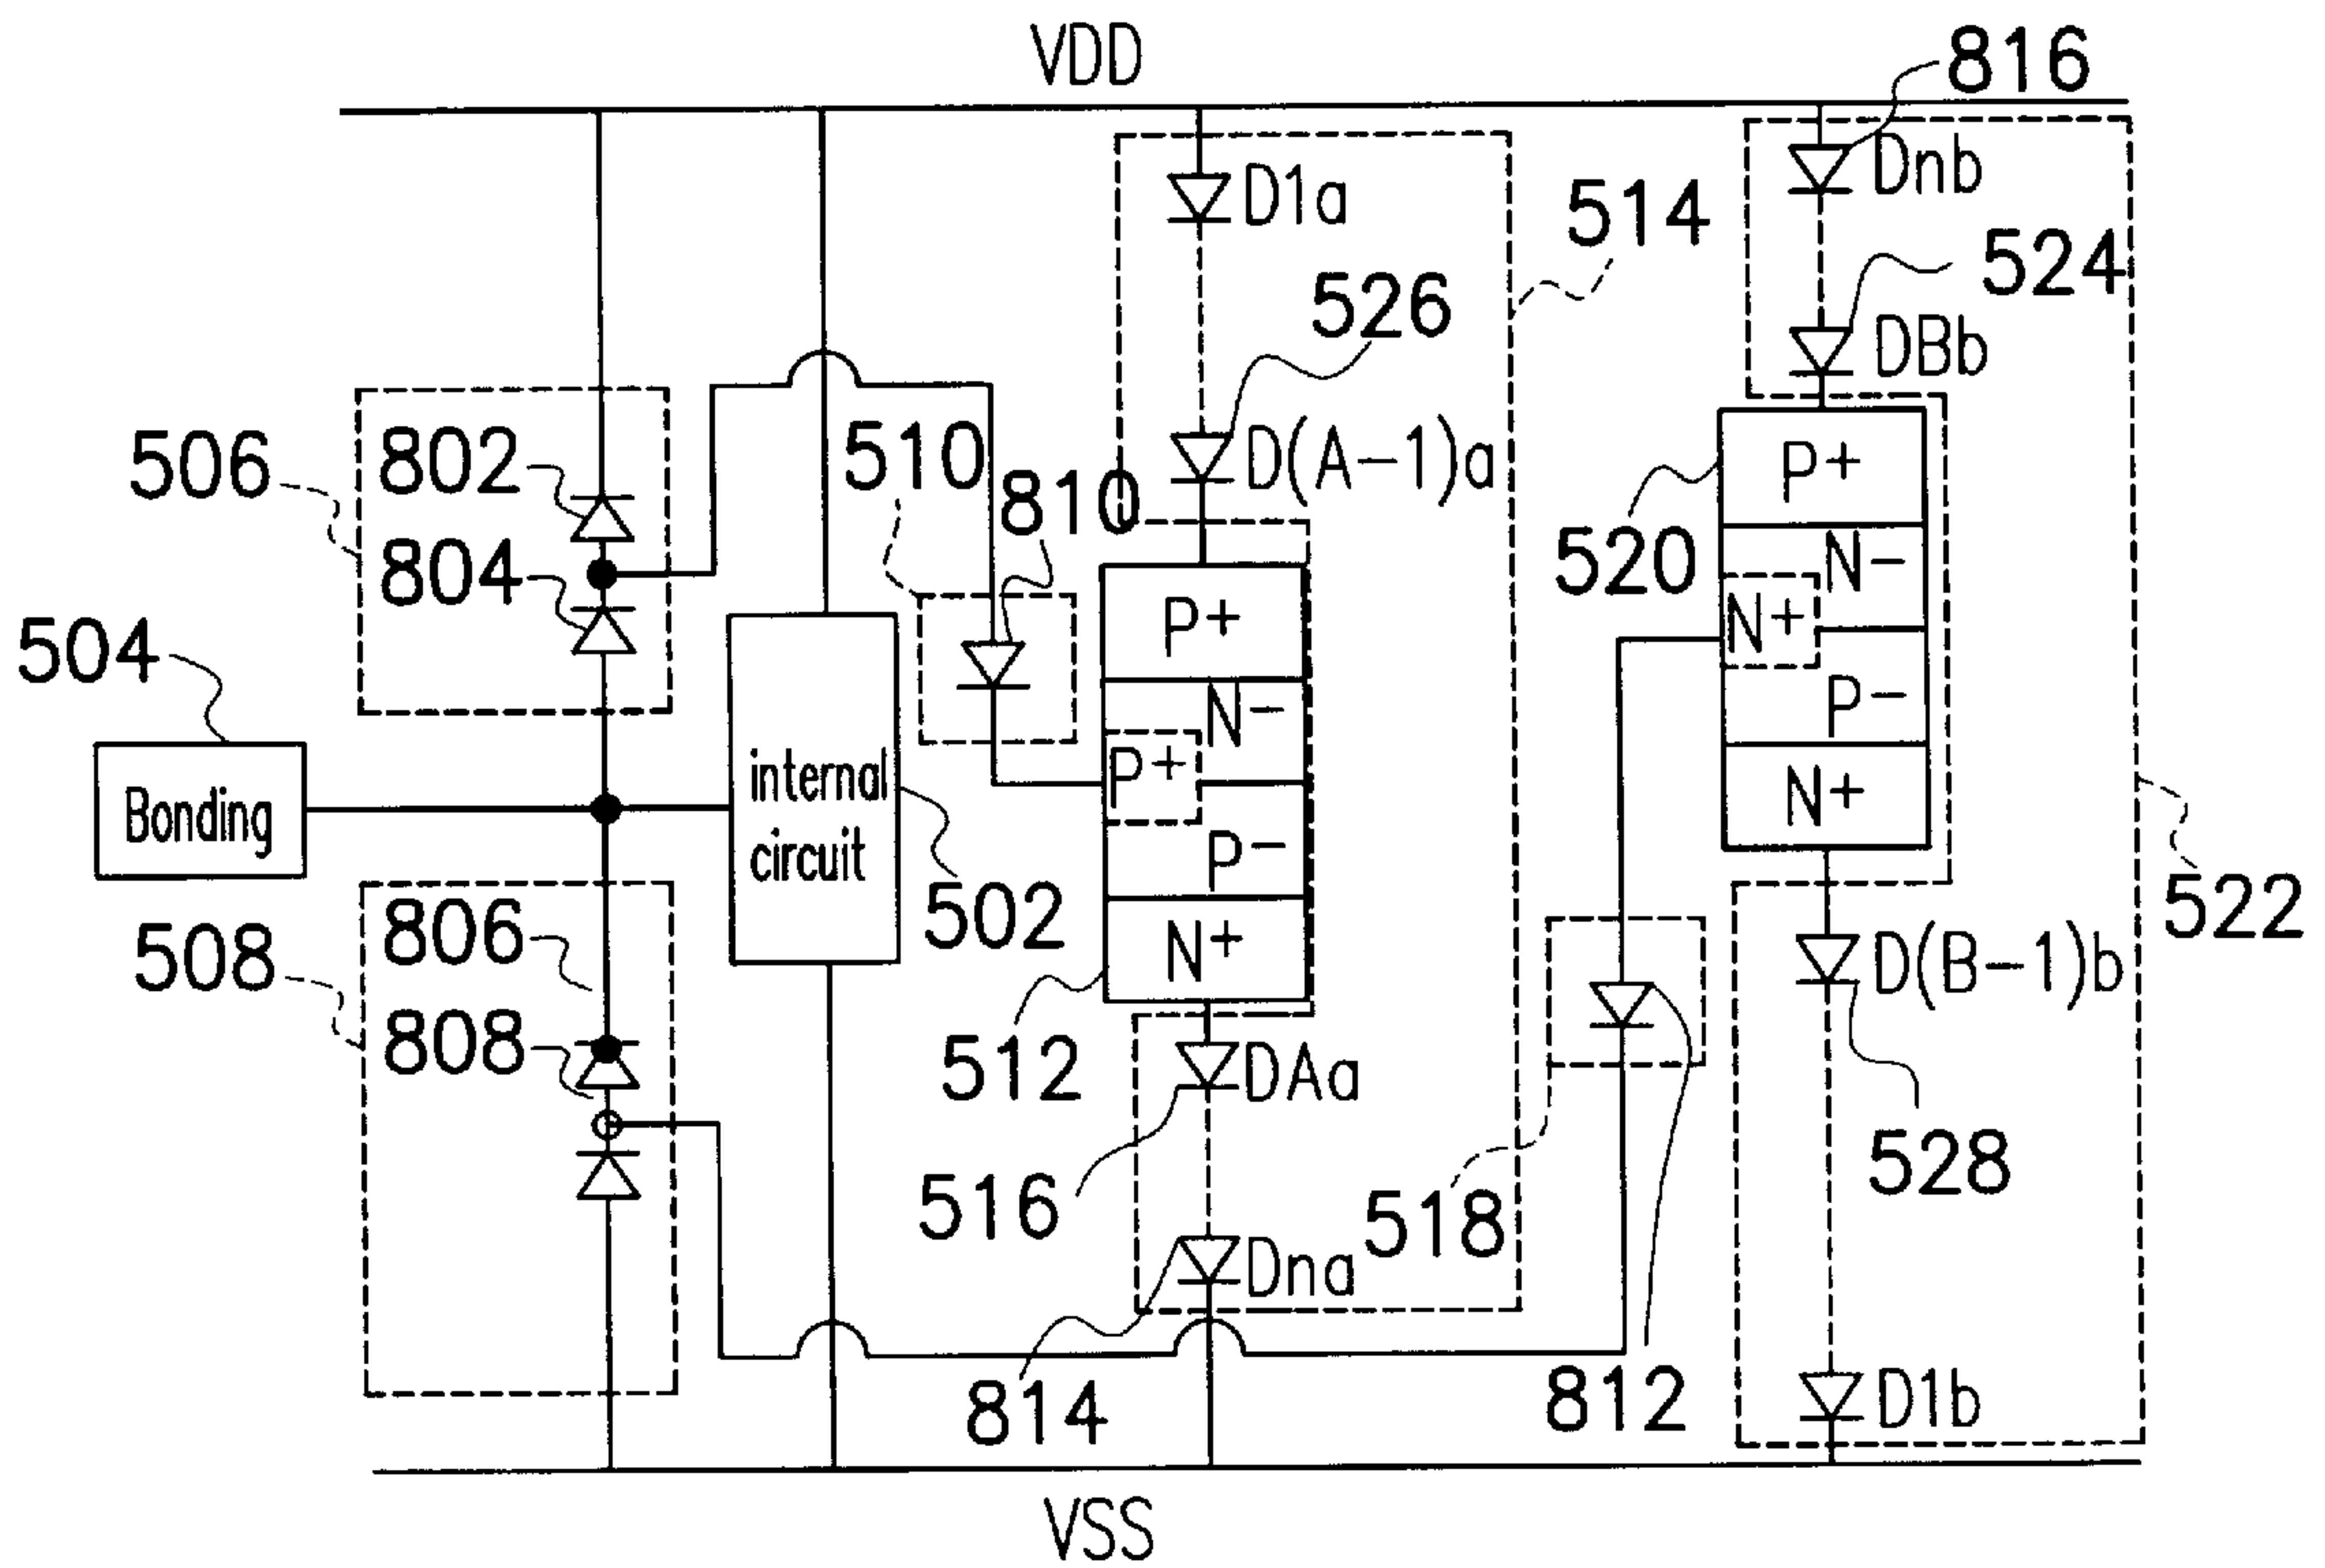 VDD
816
Dnb
D1a
514
524
526
DBb
506
802
510
D(A-1)a
810
P+
804
520
N-
N+
504
P+
P-
N-
P+
internal
circuit
N+
Bonding
P-
502
522
806
508
N+
D(B-1)b
808
512
DAa
516
518
528
Dna
814
812
D1b
VSS